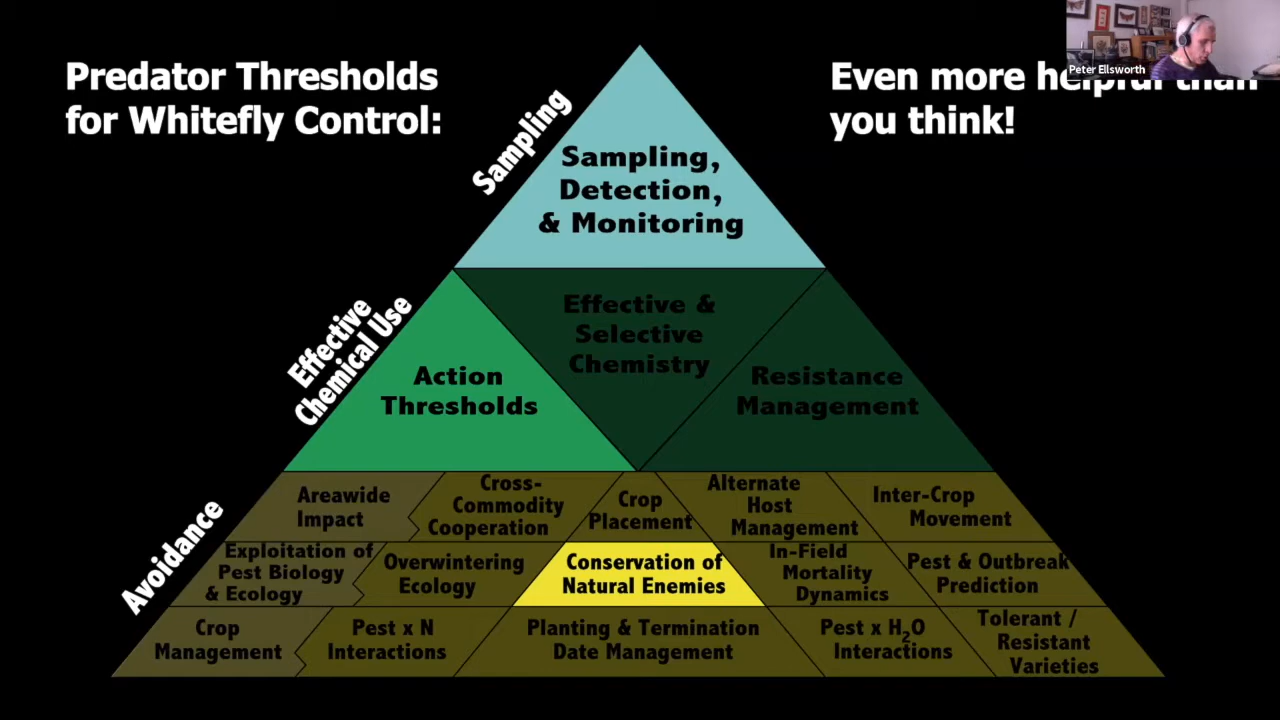 Predator Thresholds
for Whitefly Control:
Even more helpful than
you think!
Peter Ellsworth
Sampling
Sampling,
Detection,
& Monitoring
Effective
Chemical Use
Effective &
Selective
Chemistry
Action
Thresholds
Resistance
Management
Avoidance
Areawide
Impact
Cross-
Commodity
Cooperation
Crop
Placement
Alternate
Host
Management
Inter-Crop
Movement
Exploitation of
Pest Biology
& Ecology
Overwintering
Ecology
Conservation of
Natural Enemies
In-Field
Mortality
Dynamics
Pest & Outbreak
Prediction
Crop
Management
Pest x N
Interactions
Planting & Termination
Date Management
Pest x H₂O
Interactions
Tolerant /
Resistant
Varieties